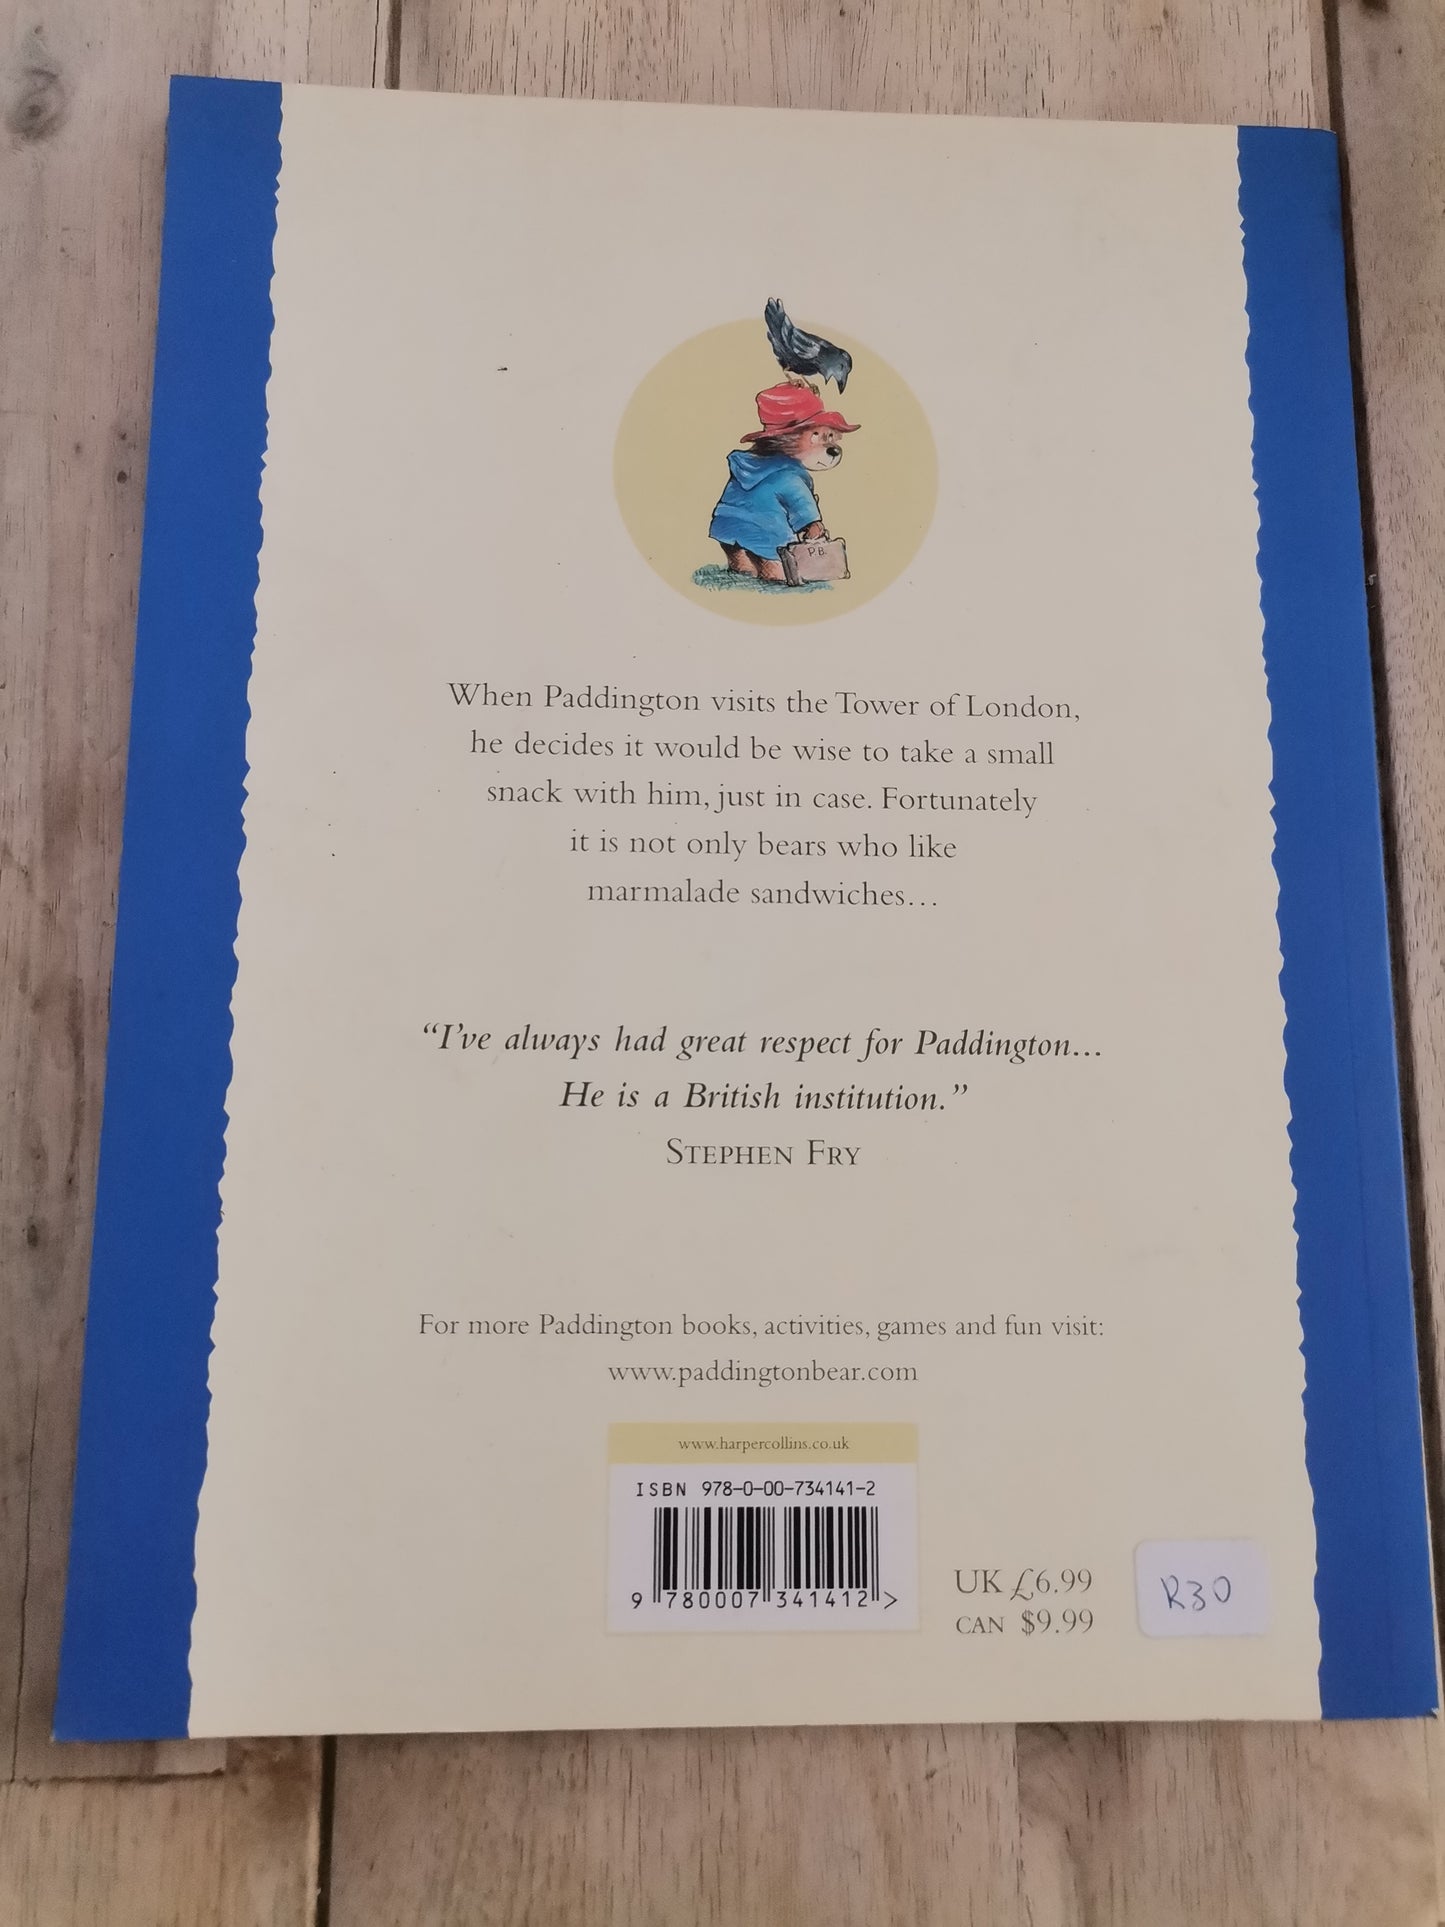 P.B.
When Paddington visits the Tower of London,
he decides it would be wise to take a small
snack with him, just in case. Fortunately
it is not only bears who like
marmalade sandwiches...
“I’ve always had great respect for Paddington...
He is a British institution.”
STEPHEN FRY
For more Paddington books, activities, games and fun visit:
www.paddingtonbear.com
www.harpercollins.co.uk
ISBN 978-0-00-734141-2
9 780007 341412 >
UK £6.99
CAN $9.99
R30